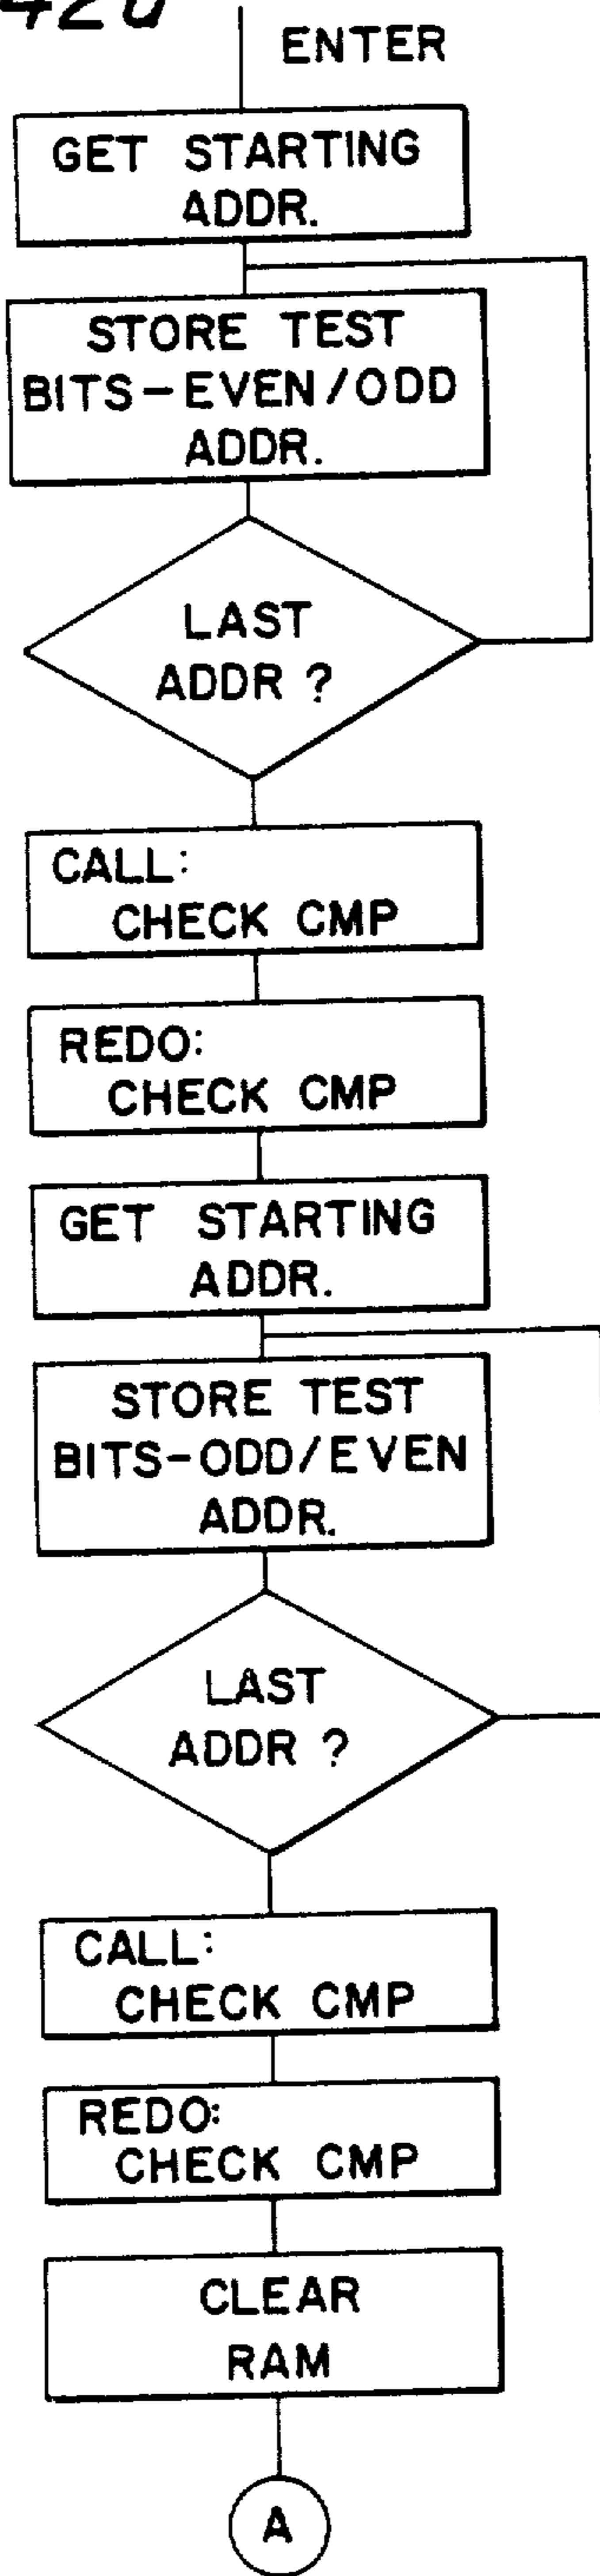 42a
ENTER
GET STARTING
ADDR.
STORE TEST
BITS-EVEN/ODD
ADDR.
LAST
ADDR ?
CALL:
CHECK CMP
REDO:
CHECK CMP
GET STARTING
ADDR.
STORE TEST
BITS-ODD/EVEN
ADDR.
LAST
ADDR ?
CALL:
CHECK CMP
REDO:
CHECK CMP
CLEAR
RAM
A